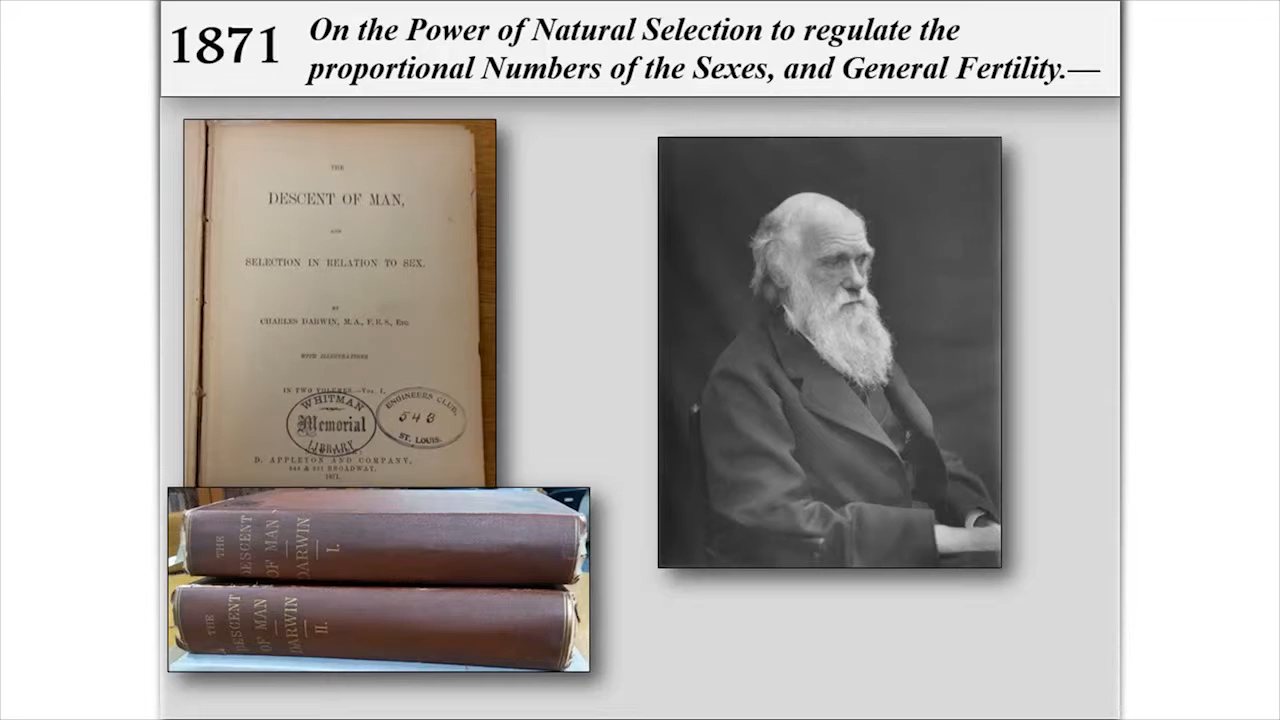 1871
On the Power of Natural Selection to regulate the
proportional Numbers of the Sexes, and General Fertility.—
THE
DESCENT OF MAN,
AND
SELECTION IN RELATION TO SEX.
BY
CHARLES DARWIN, M.A., F.R.S., Etc.
WITH ILLUSTRATIONS
IN TWO VOLUMES.—Vol. I.
WHITMAN
Memorial
LIBRARY
ENGINEERS CLUB,
543
ST. LOUIS.
D. APPLETON AND COMPANY,
BROADWAY.
1871.
THE
DESCENT
OF MAN
DARWIN
I.
THE
DESCENT
OF MAN
DARWIN
II.